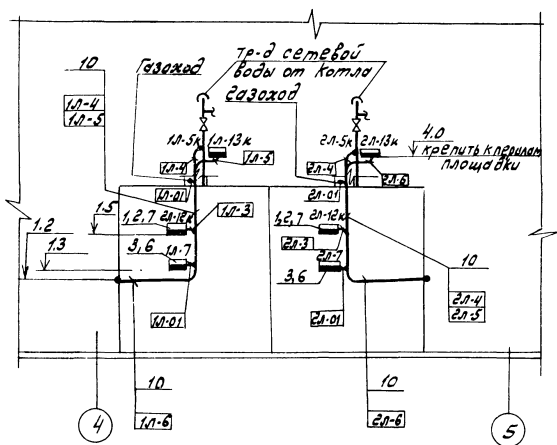 тр-д сетевой
воды от котла
Газоход
газоход
10
1л-4
1л-5
1л-5к
1л-13к
1л-4
1л-5
1л-01
2л-5к
2л-13к
2л-4
2л-6
2л-01
4.0
крепить к перилам
площадки
1.5
1.2
1.3
1,2,7
2л-12к
1л-3
3,6
1л-7
1л-01
1,2,7
2л-12к
2л-3
2л-7
3,6
2л-01
10
2л-4
2л-5
10
1л-6
10
2л-6
4
5